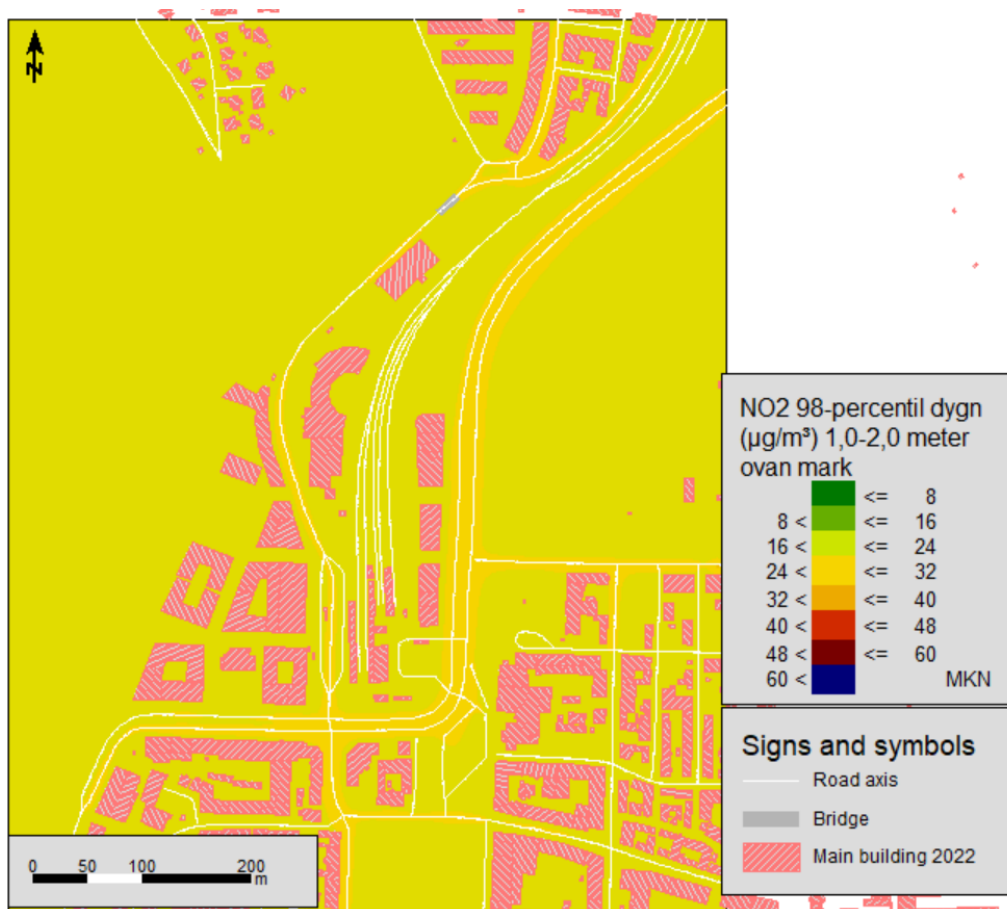 N
NO2 98-percentil dygn
(µg/m³) 1,0-2,0 meter
ovan mark
<= 8
8 < <= 16
16 < <= 24
24 < <= 32
32 < <= 40
40 < <= 48
48 < <= 60
60 < MKN
Signs and symbols
Road axis
Bridge
Main building 2022
0 50 100 200
m